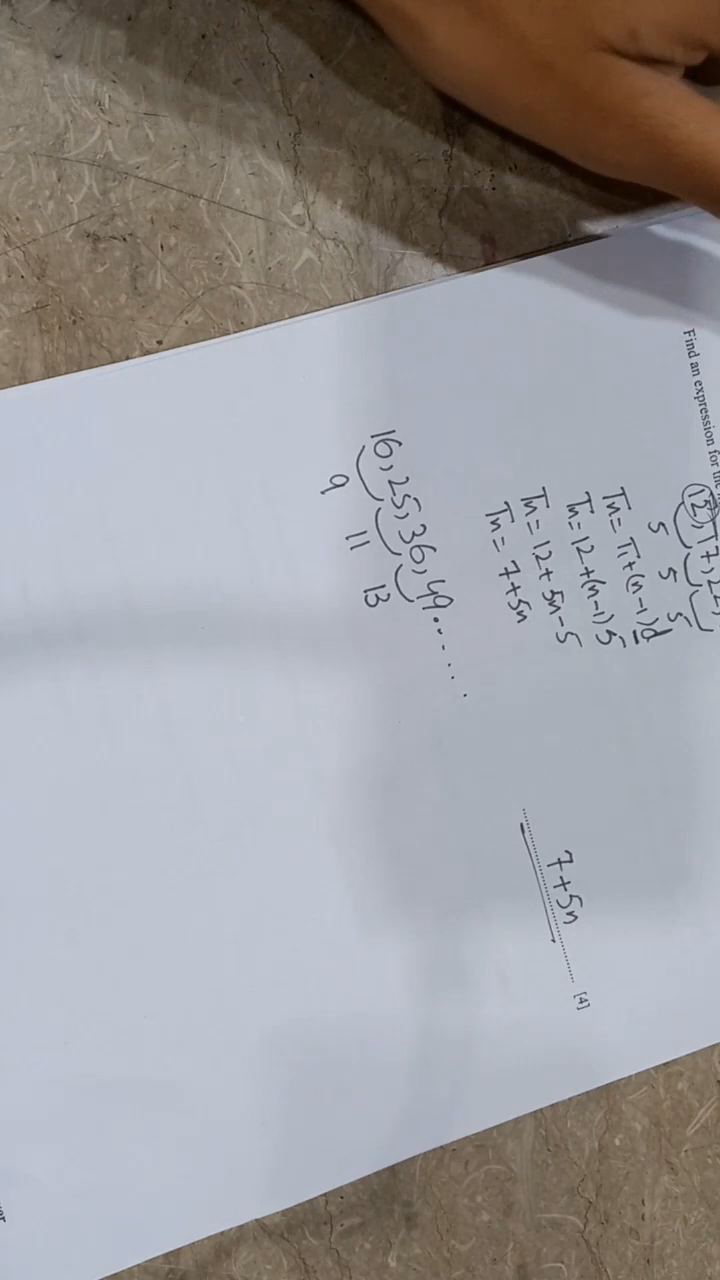 Find an expression for the
12, 17, 22,
5 5 5
Tn = T1 + (n-1)d
Tn = 12 + (n-1)5
Tn = 12 + 5n - 5
Tn = 7 + 5n
7+5n
[4]
16, 25, 36, 49......
9 11 13